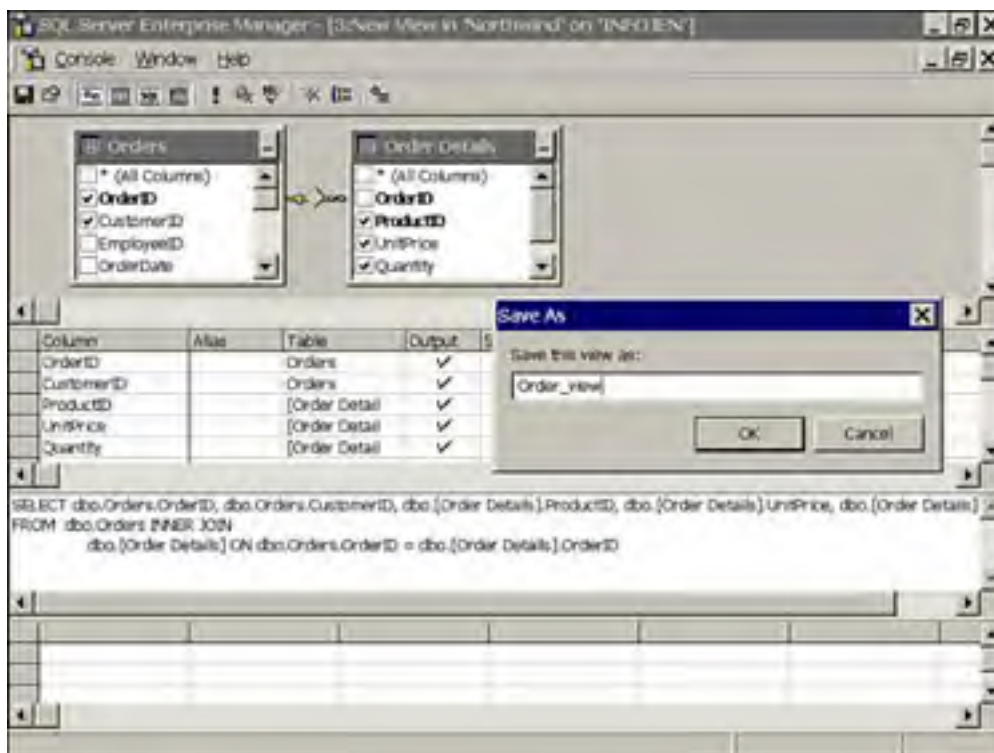 SQL Server Enterprise Manager - [3:New View in 'Northwind' on 'INFOJEN']
Console Window Help
Orders
* (All Columns)
OrderID
CustomerID
EmployeeID
OrderDate
Order Details
* (All Columns)
OrderID
ProductID
UnitPrice
Quantity
Save As
Save this view as:
Order_view
OK Cancel
Column Alias Table Output S
OrderID Orders
CustomerID Orders
ProductID [Order Detail
UnitPrice [Order Detail
Quantity [Order Detail
SELECT dbo.Orders.OrderID, dbo.Orders.CustomerID, dbo.[Order Details].ProductID, dbo.[Order Details].UnitPrice, dbo.[Order Details]
FROM dbo.Orders INNER JOIN
dbo.[Order Details] ON dbo.Orders.OrderID = dbo.[Order Details].OrderID